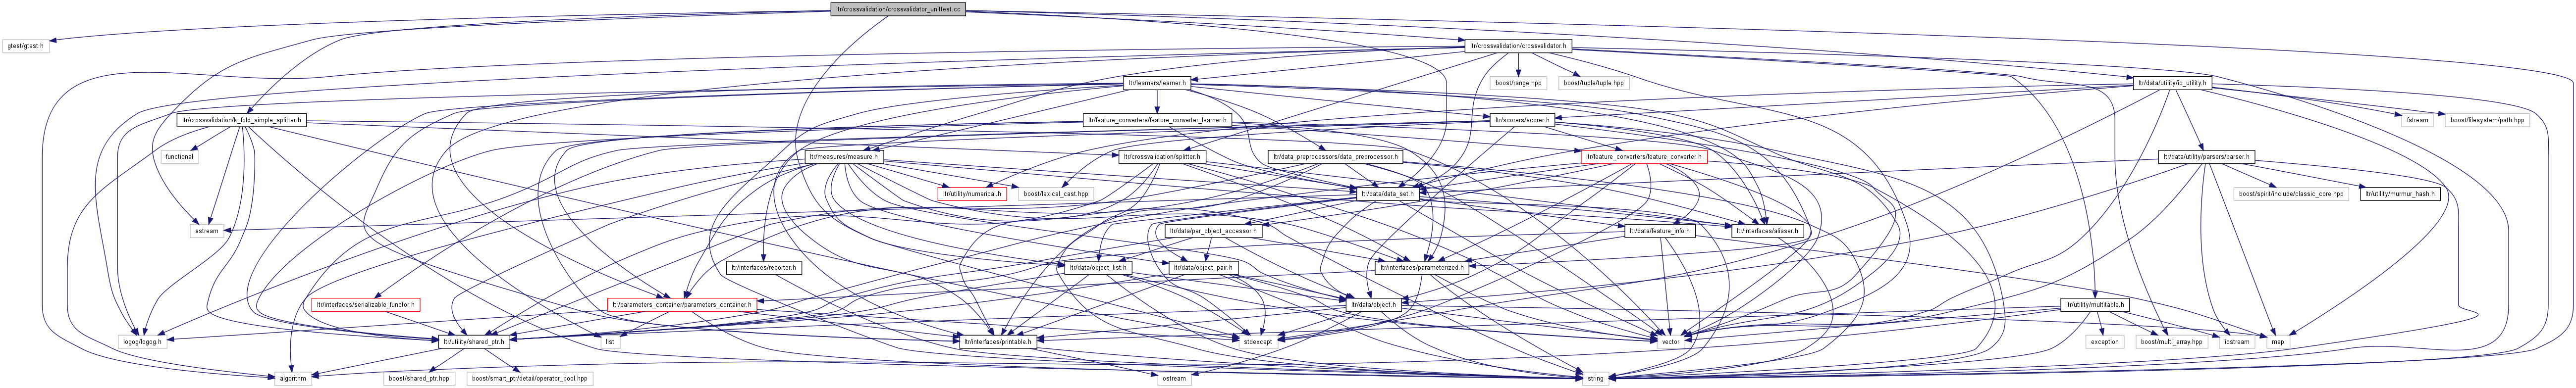 ltr/crossvalidation/crossvalidator_unittest.cc
gtest/gtest.h
ltr/crossvalidation/crossvalidator.h
ltr/learners/learner.h
boost/range.hpp
boost/tuple/tuple.hpp
ltr/data/utility/io_utility.h
ltr/crossvalidation/k_fold_simple_splitter.h
ltr/feature_converters/feature_converter_learner.h
ltr/scorers/scorer.h
fstream
boost/filesystem/path.hpp
functional
ltr/measures/measure.h
ltr/crossvalidation/splitter.h
ltr/data_preprocessors/data_preprocessor.h
ltr/feature_converters/feature_converter.h
ltr/data/utility/parsers/parser.h
ltr/utility/numerical.h
boost/lexical_cast.hpp
ltr/data/data_set.h
boost/spirit/include/classic_core.hpp
ltr/utility/murmur_hash.h
sstream
ltr/data/per_object_accessor.h
ltr/data/feature_info.h
ltr/interfaces/aliaser.h
ltr/interfaces/reporter.h
ltr/data/object_list.h
ltr/data/object_pair.h
ltr/interfaces/parameterized.h
ltr/interfaces/serializable_functor.h
ltr/parameters_container/parameters_container.h
ltr/data/object.h
ltr/utility/multitable.h
logog/logog.h
ltr/utility/shared_ptr.h
list
ltr/interfaces/printable.h
stdexcept
vector
exception
boost/multi_array.hpp
iostream
map
algorithm
boost/shared_ptr.hpp
boost/smart_ptr/detail/operator_bool.hpp
ostream
string